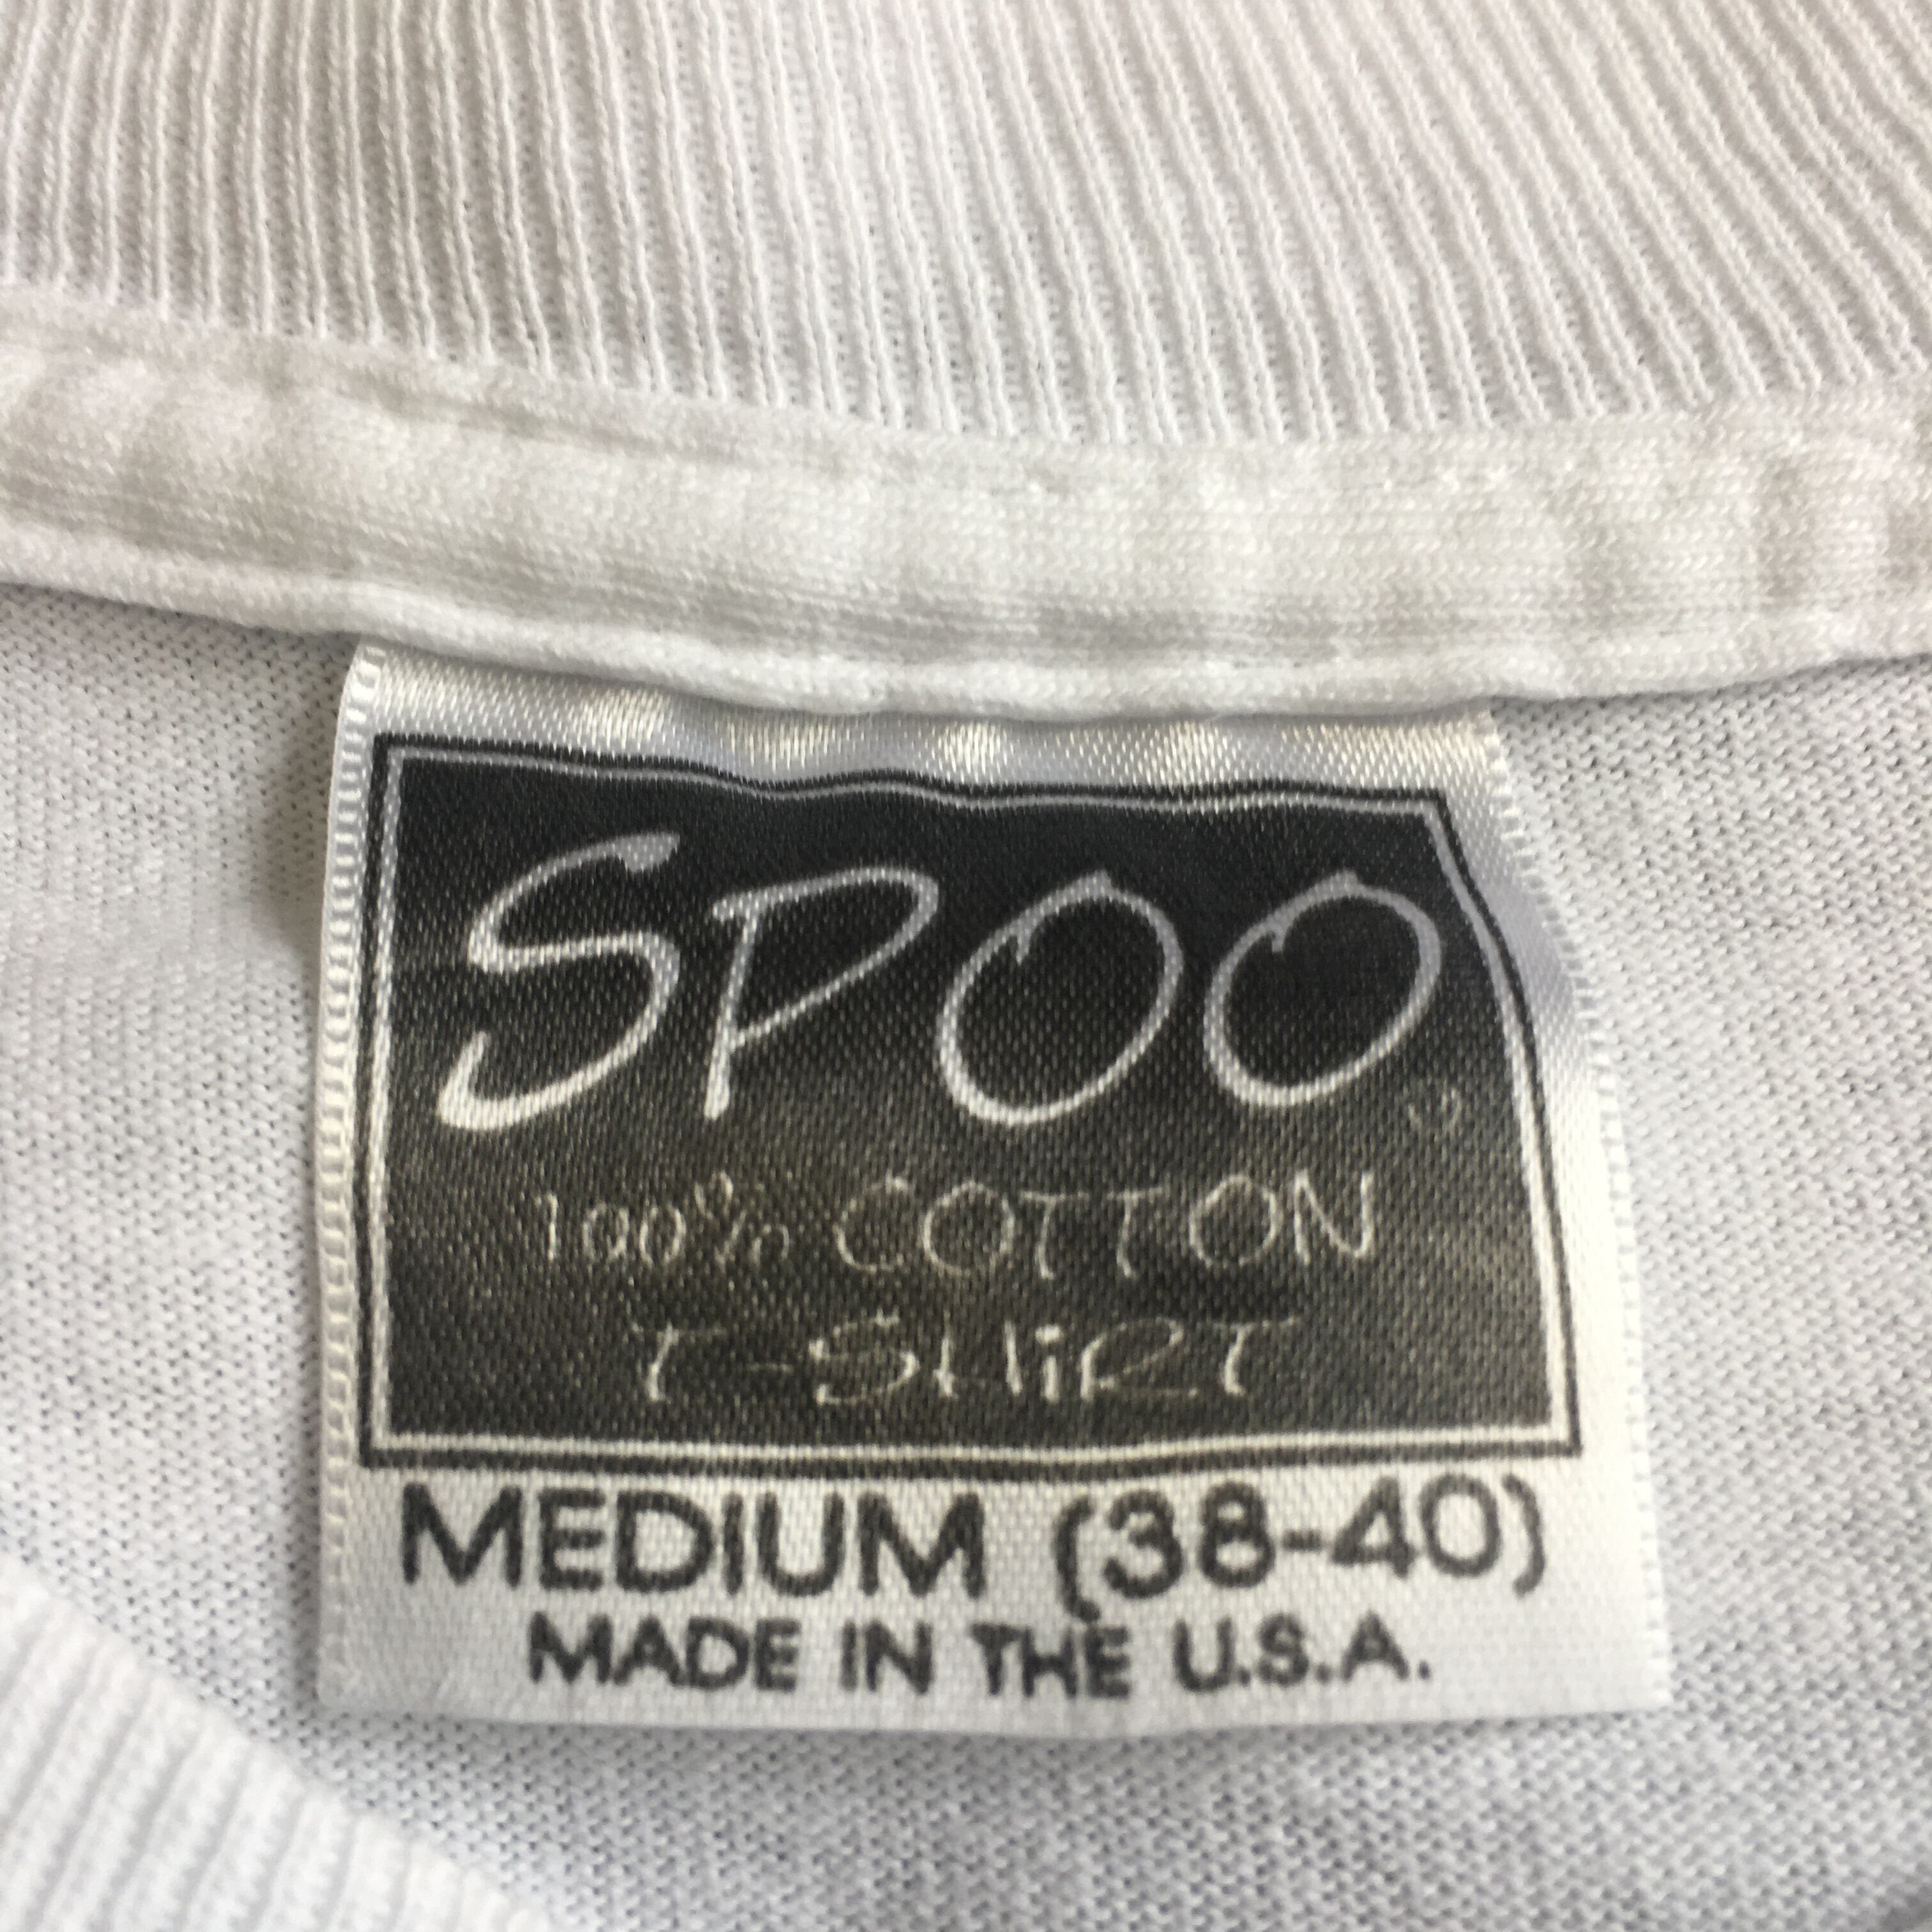 SPOO
100% COTTON
T-SHiRT
MEDIUM (38-40)
MADE IN THE U.S.A.